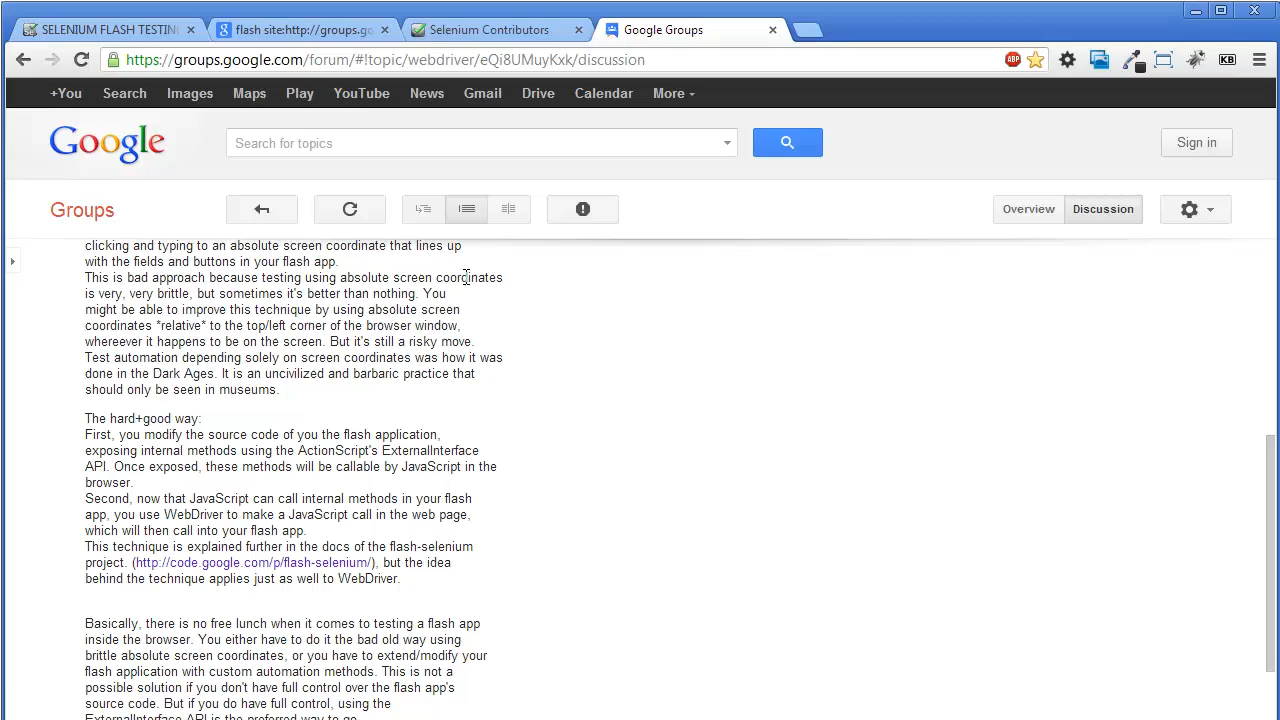 SELENIUM FLASH TESTIN
flash site:http://groups.go
Selenium Contributors
Google Groups
https://groups.google.com/forum/#!topic/webdriver/eQi8UMuyKxk/discussion
ABP
KB
+You Search Images Maps Play YouTube News Gmail Drive Calendar More
Google
Search for topics
Sign in
Groups
Overview
Discussion
clicking and typing to an absolute screen coordinate that lines up
with the fields and buttons in your flash app.
This is bad approach because testing using absolute screen coordinates
is very, very brittle, but sometimes it's better than nothing. You
might be able to improve this technique by using absolute screen
coordinates *relative* to the top/left corner of the browser window,
whereever it happens to be on the screen. But it's still a risky move.
Test automation depending solely on screen coordinates was how it was
done in the Dark Ages. It is an uncivilized and barbaric practice that
should only be seen in museums.
The hard+good way:
First, you modify the source code of you the flash application,
exposing internal methods using the ActionScript's ExternalInterface
API. Once exposed, these methods will be callable by JavaScript in the
browser.
Second, now that JavaScript can call internal methods in your flash
app, you use WebDriver to make a JavaScript call in the web page,
which will then call into your flash app.
This technique is explained further in the docs of the flash-selenium
project. (http://code.google.com/p/flash-selenium/), but the idea
behind the technique applies just as well to WebDriver.
Basically, there is no free lunch when it comes to testing a flash app
inside the browser. You either have to do it the bad old way using
brittle absolute screen coordinates, or you have to extend/modify your
flash application with custom automation methods. This is not a
possible solution if you don't have full control over the flash app's
source code. But if you do have full control, using the
ExternalInterface API is the preferred way to go.